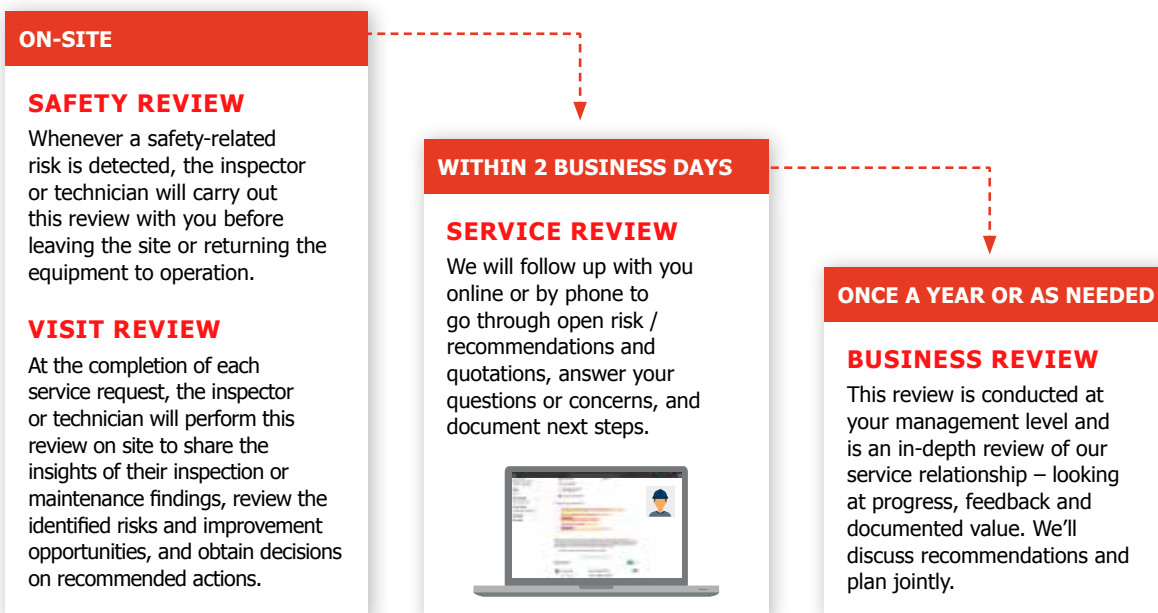 ON-SITE
SAFETY REVIEW
Whenever a safety-related
risk is detected, the inspector
or technician will carry out
this review with you before
leaving the site or returning the
equipment to operation.
VISIT REVIEW
At the completion of each
service request, the inspector
or technician will perform this
review on site to share the
insights of their inspection or
maintenance findings, review the
identified risks and improvement
opportunities, and obtain decisions
on recommended actions.
WITHIN 2 BUSINESS DAYS
SERVICE REVIEW
We will follow up with you
online or by phone to
go through open risk /
recommendations and
quotations, answer your
questions or concerns, and
document next steps.
ONCE A YEAR OR AS NEEDED
BUSINESS REVIEW
This review is conducted at
your management level and
is an in-depth review of our
service relationship – looking
at progress, feedback and
documented value. We’ll
discuss recommendations and
plan jointly.